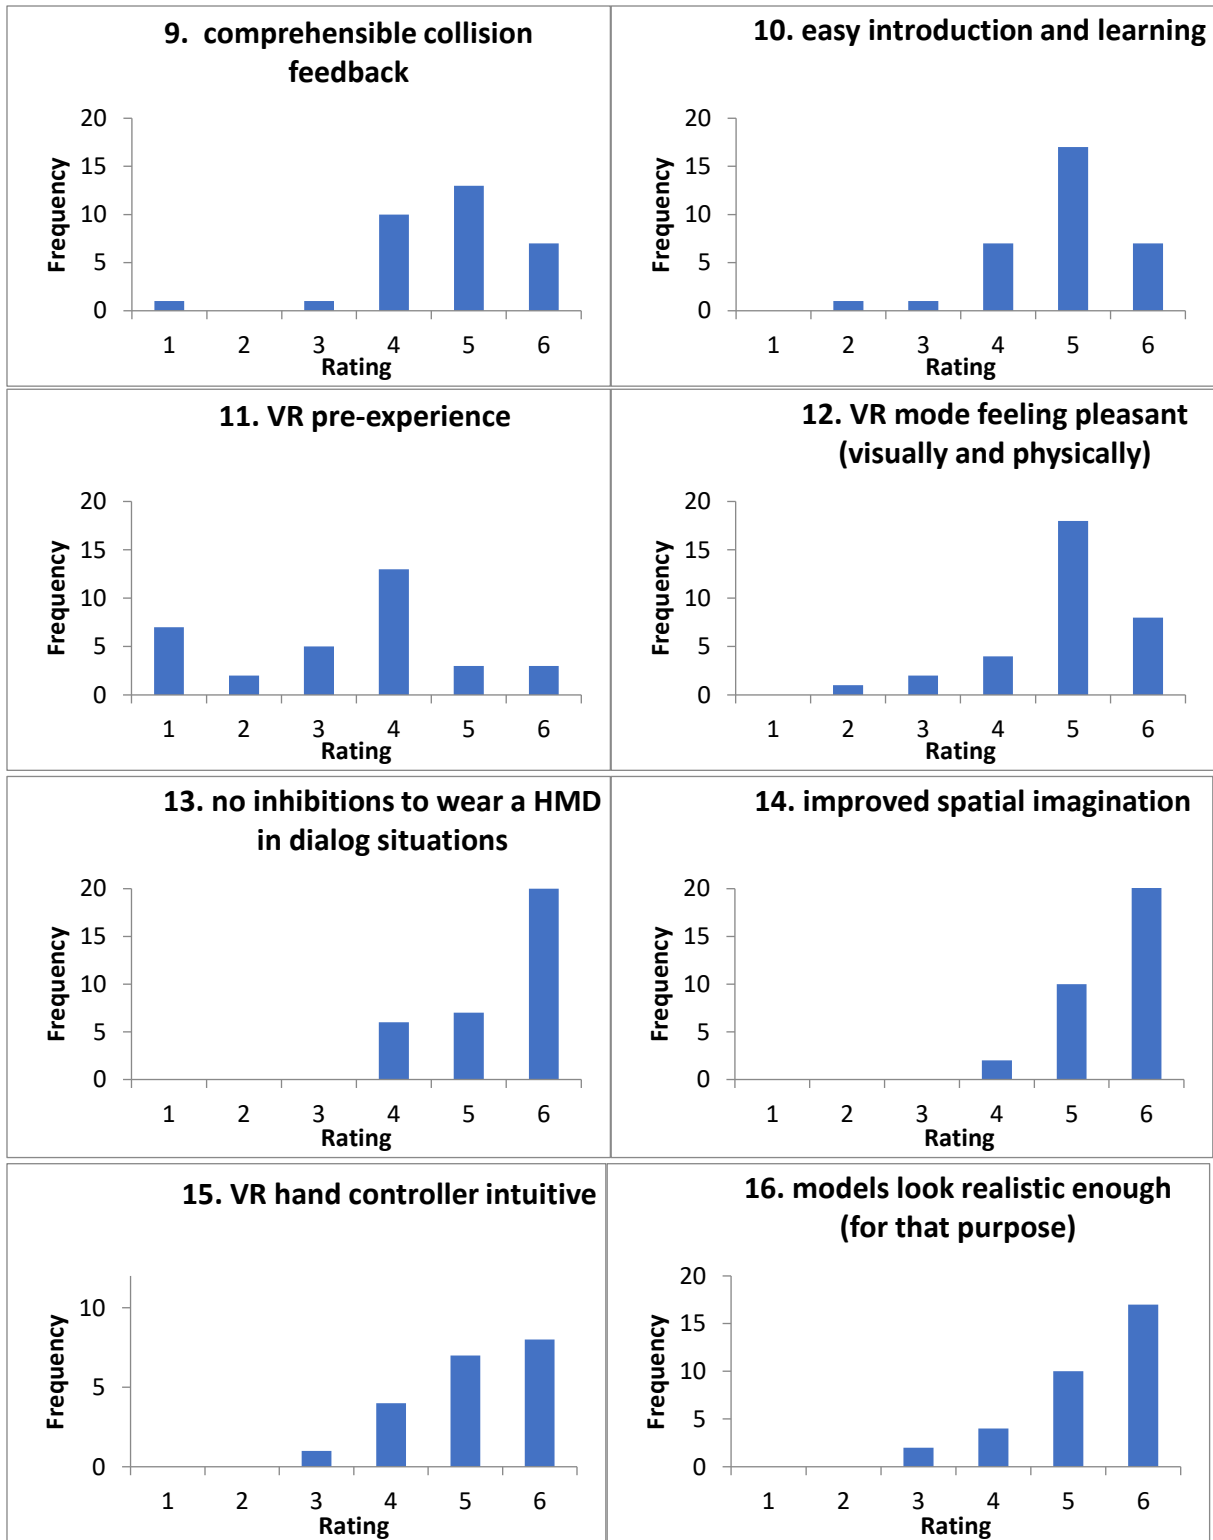 9. comprehensible collision
feedback
20
15
10
5
0
Frequency
1 2 3 4 5 6
Rating
10. easy introduction and learning
20
15
10
5
0
Frequency
1 2 3 4 5 6
Rating
11. VR pre-experience
20
15
10
5
0
Frequency
1 2 3 4 5 6
Rating
12. VR mode feeling pleasant
(visually and physically)
20
15
10
5
0
Frequency
1 2 3 4 5 6
Rating
13. no inhibitions to wear a HMD
in dialog situations
20
15
10
5
0
Frequency
1 2 3 4 5 6
Rating
14. improved spatial imagination
20
15
10
5
0
Frequency
1 2 3 4 5 6
Rating
15. VR hand controller intuitive
10
5
0
Frequency
1 2 3 4 5 6
Rating
16. models look realistic enough
(for that purpose)
20
15
10
5
0
Frequency
1 2 3 4 5 6
Rating